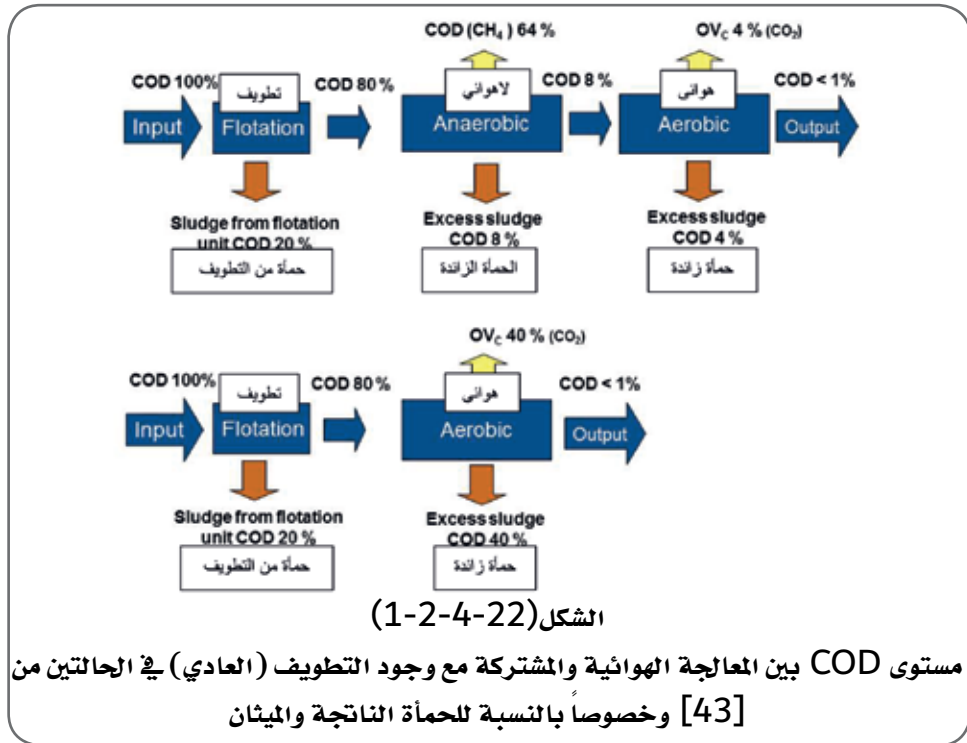 COD (CH₄ ) 64 %
OV_C 4 % (CO₂)
COD 100%
تطويف
COD 80 %
لاهوائي
COD 8 %
هوائي
COD < 1%
Input
Flotation
Anaerobic
Aerobic
Output
Sludge from flotation
unit COD 20 %
حمأة من التطويف
Excess sludge
COD 8 %
الحمأة الزائدة
Excess sludge
COD 4 %
حمأة زائدة
OV_C 40 % (CO₂)
COD 100%
تطويف
COD 80 %
هوائي
COD < 1%
Input
Flotation
Aerobic
Output
Sludge from flotation
unit COD 20 %
حمأة من التطويف
Excess sludge
COD 40 %
حمأة زائدة
الشكل(22-4-2-1)
مستوى COD بين المعالجة الهوائية والمشتركة مع وجود التطويف (العادي) في الحالتين من
[43] وخصوصاً بالنسبة للحمأة الناتجة والميثان